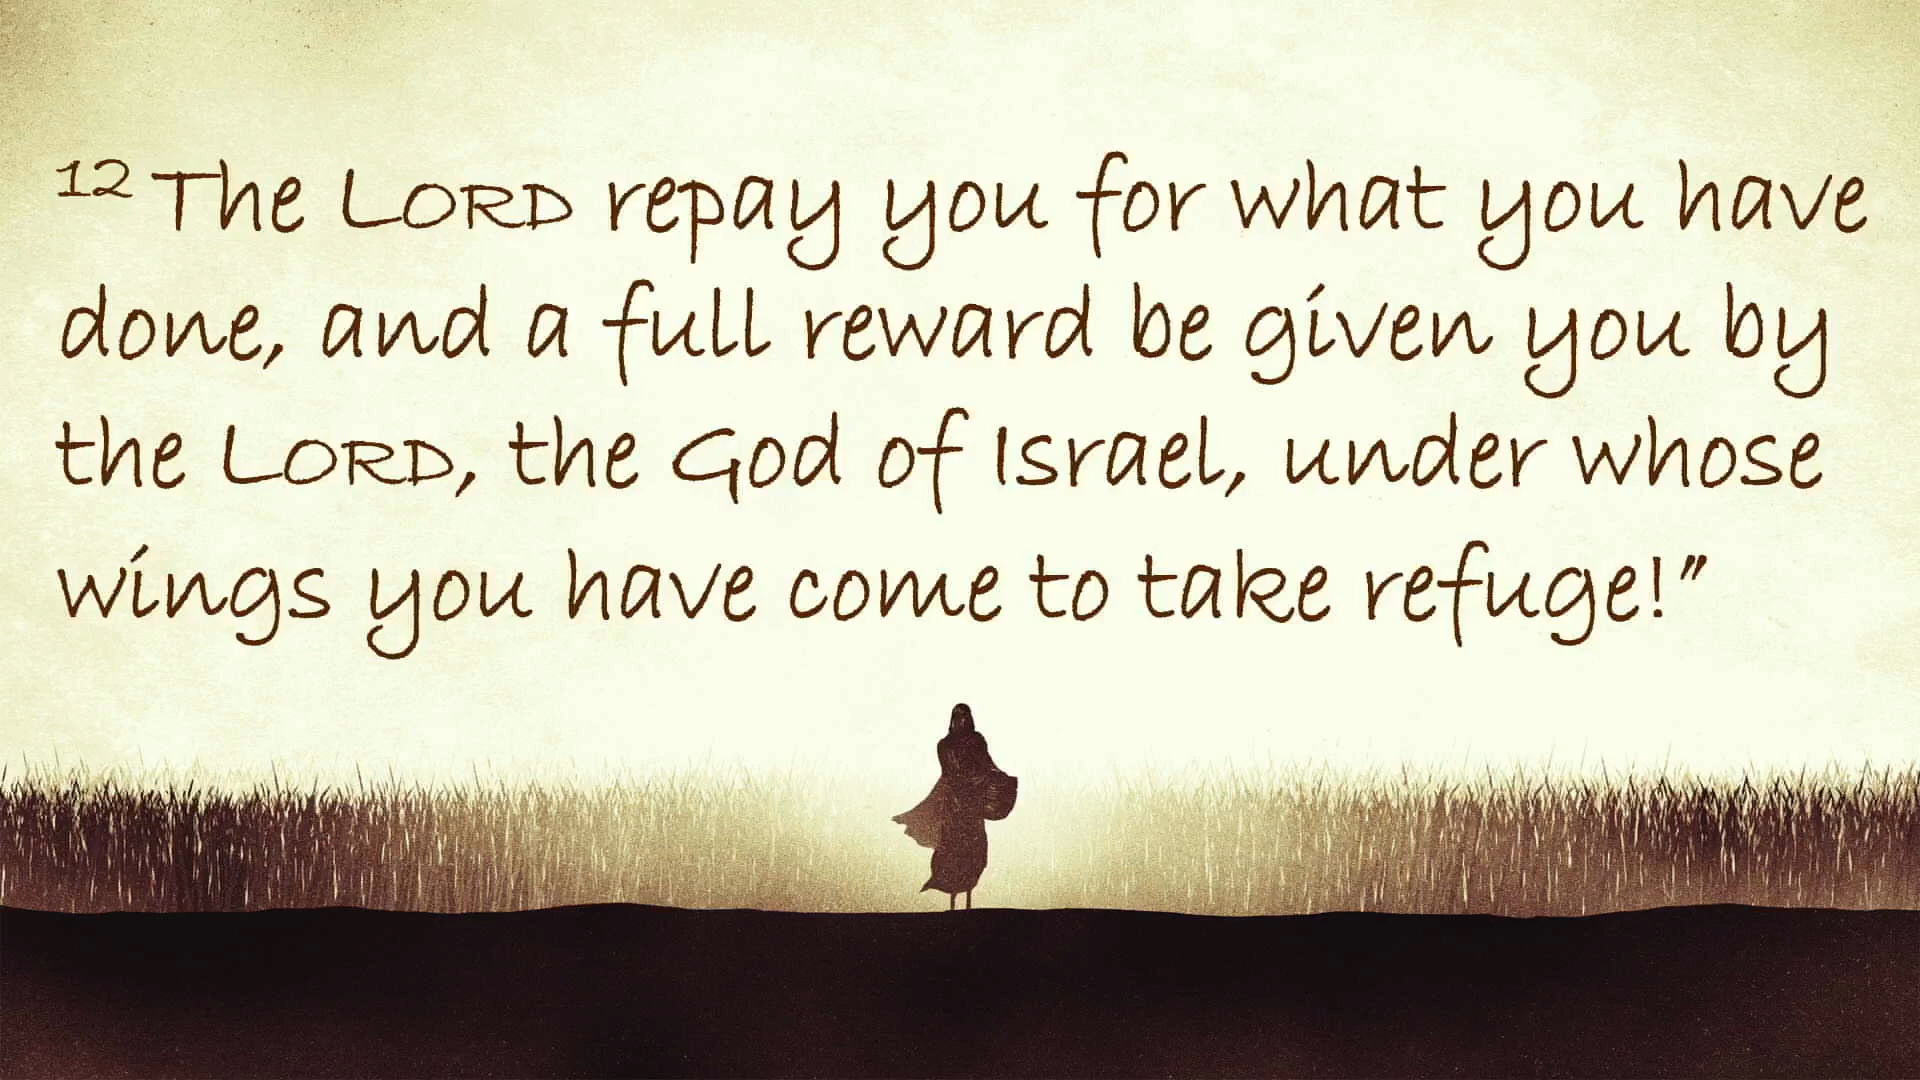 12 The LORD repay you for what you have
done, and a full reward be given you by
the LORD, the God of Israel, under whose
wings you have come to take refuge!”